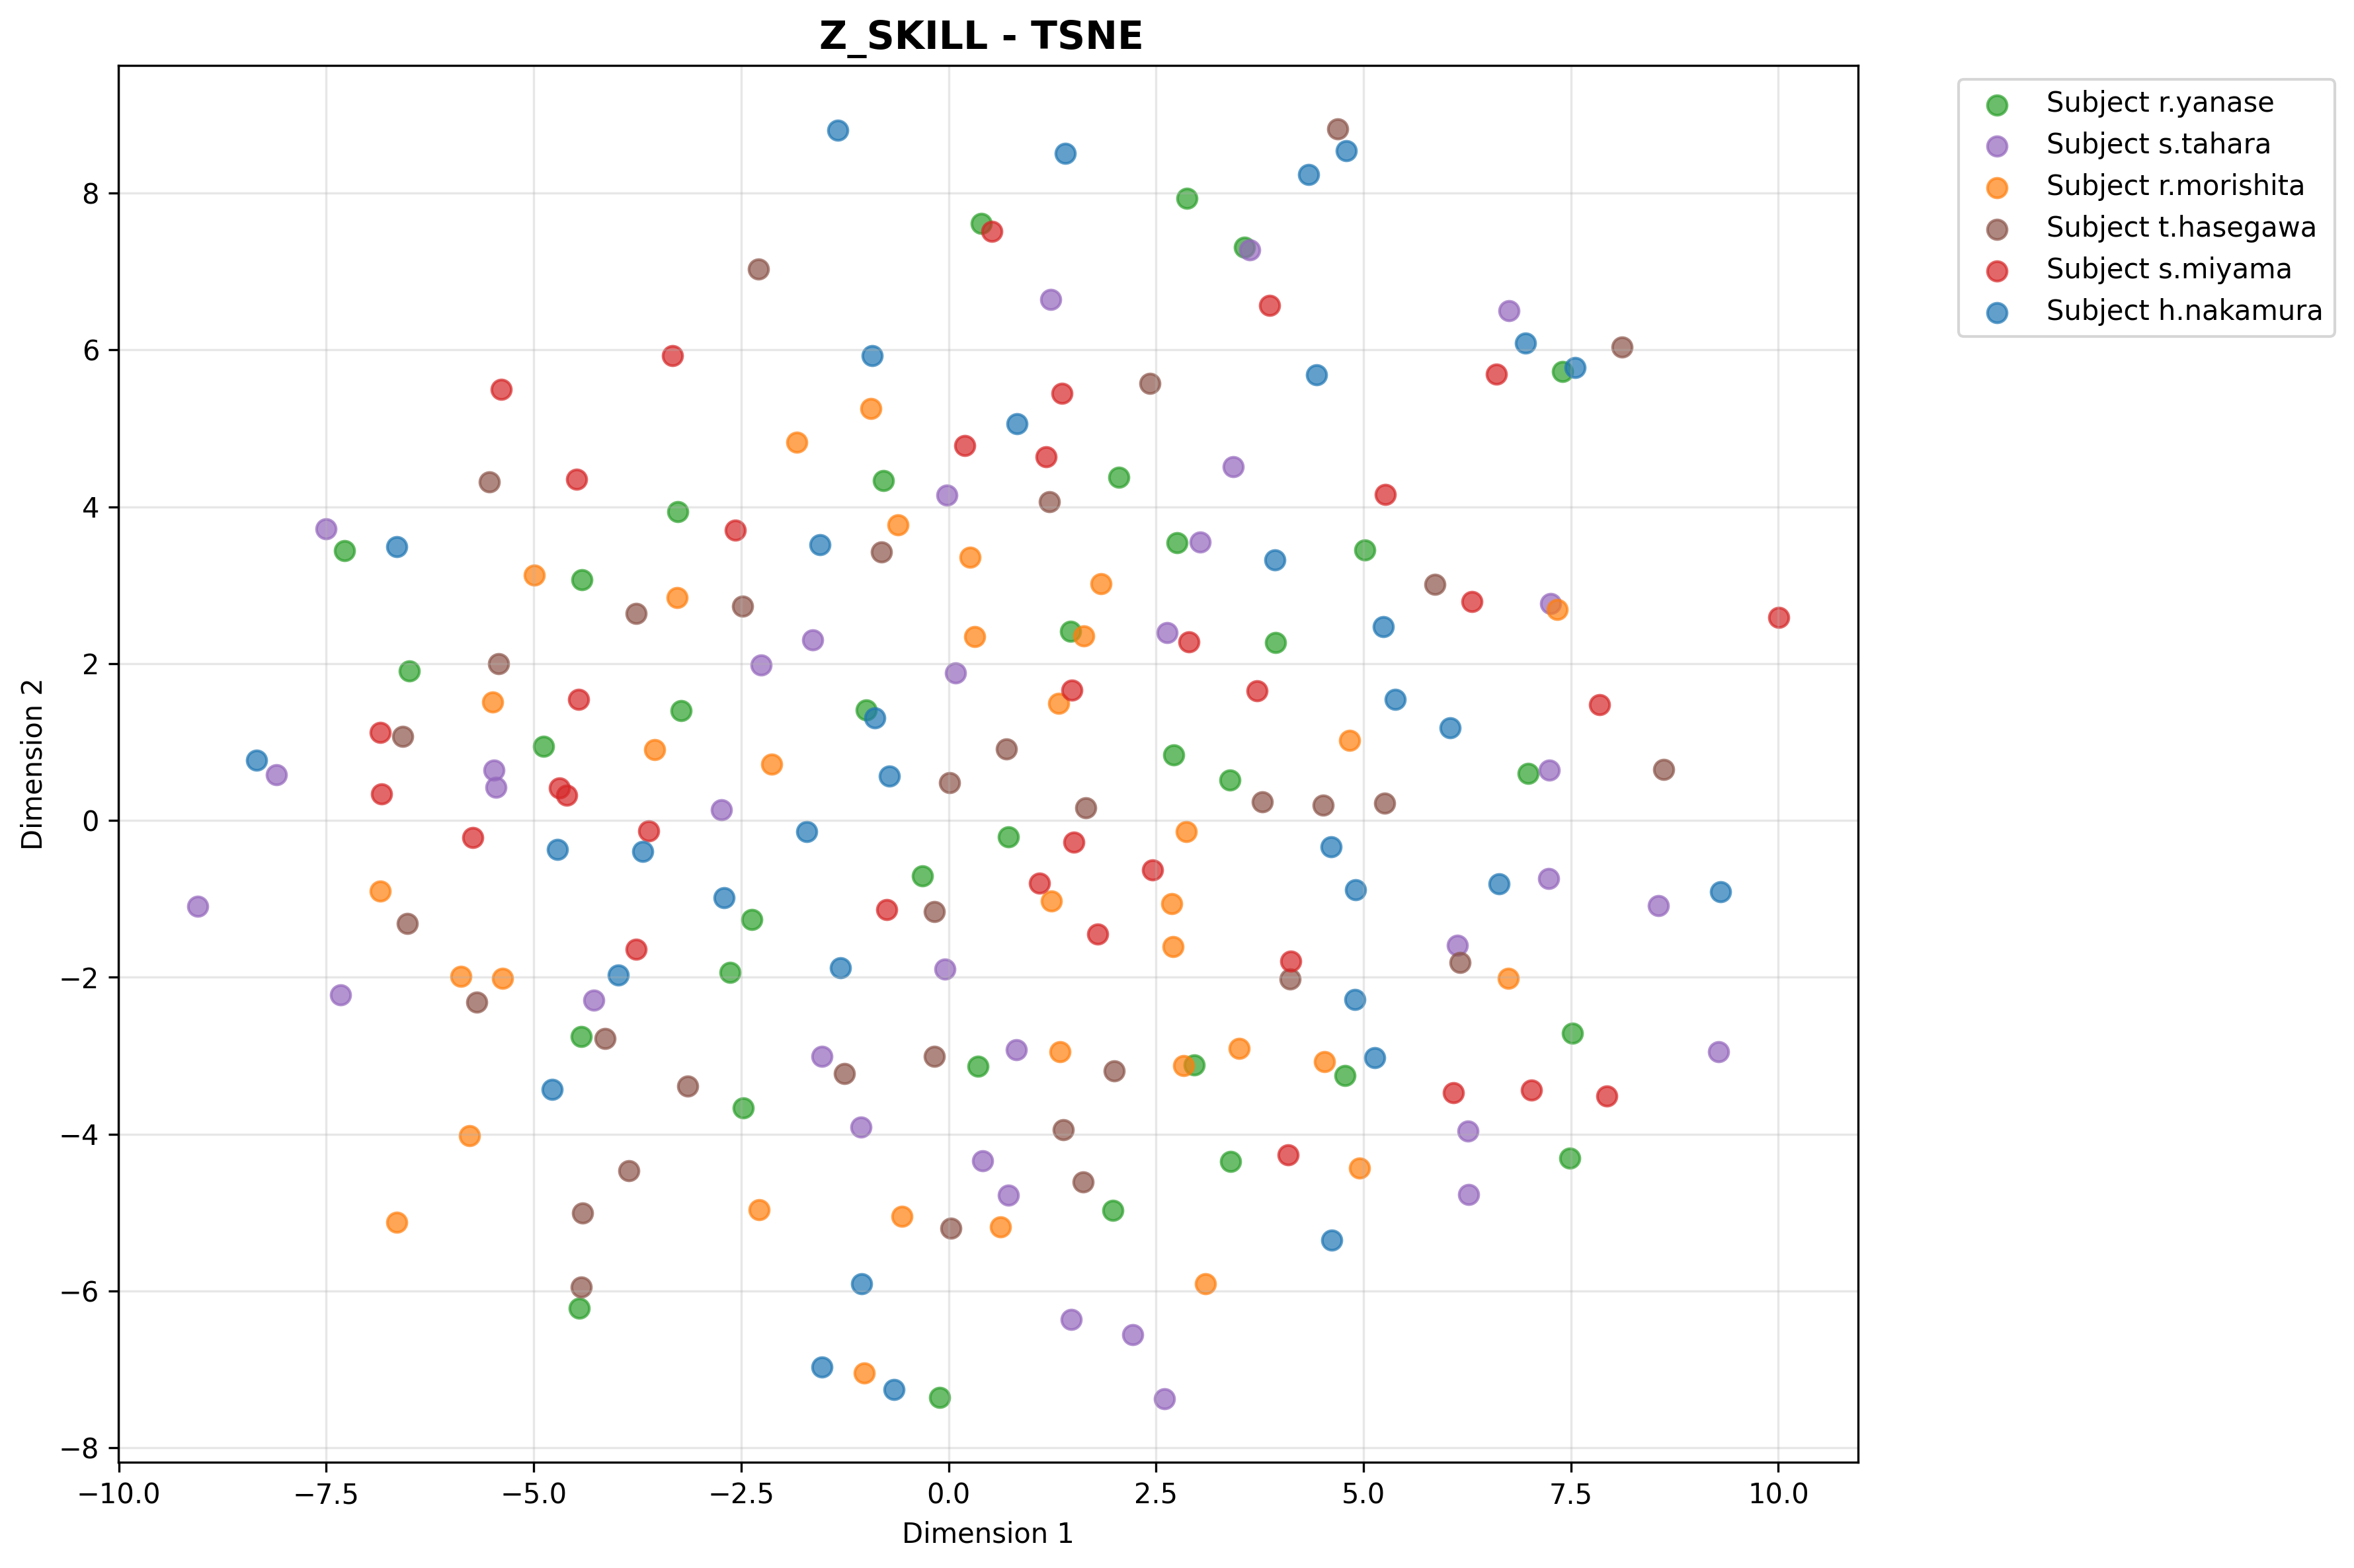 Z_SKILL - TSNE
Subject r.yanase
Subject s.tahara
Subject r.morishita
Subject t.hasegawa
Subject s.miyama
Subject h.nakamura
8
6
4
2
0
−2
−4
−6
−8
Dimension 2
−10.0
−7.5
−5.0
−2.5
0.0
2.5
5.0
7.5
10.0
Dimension 1